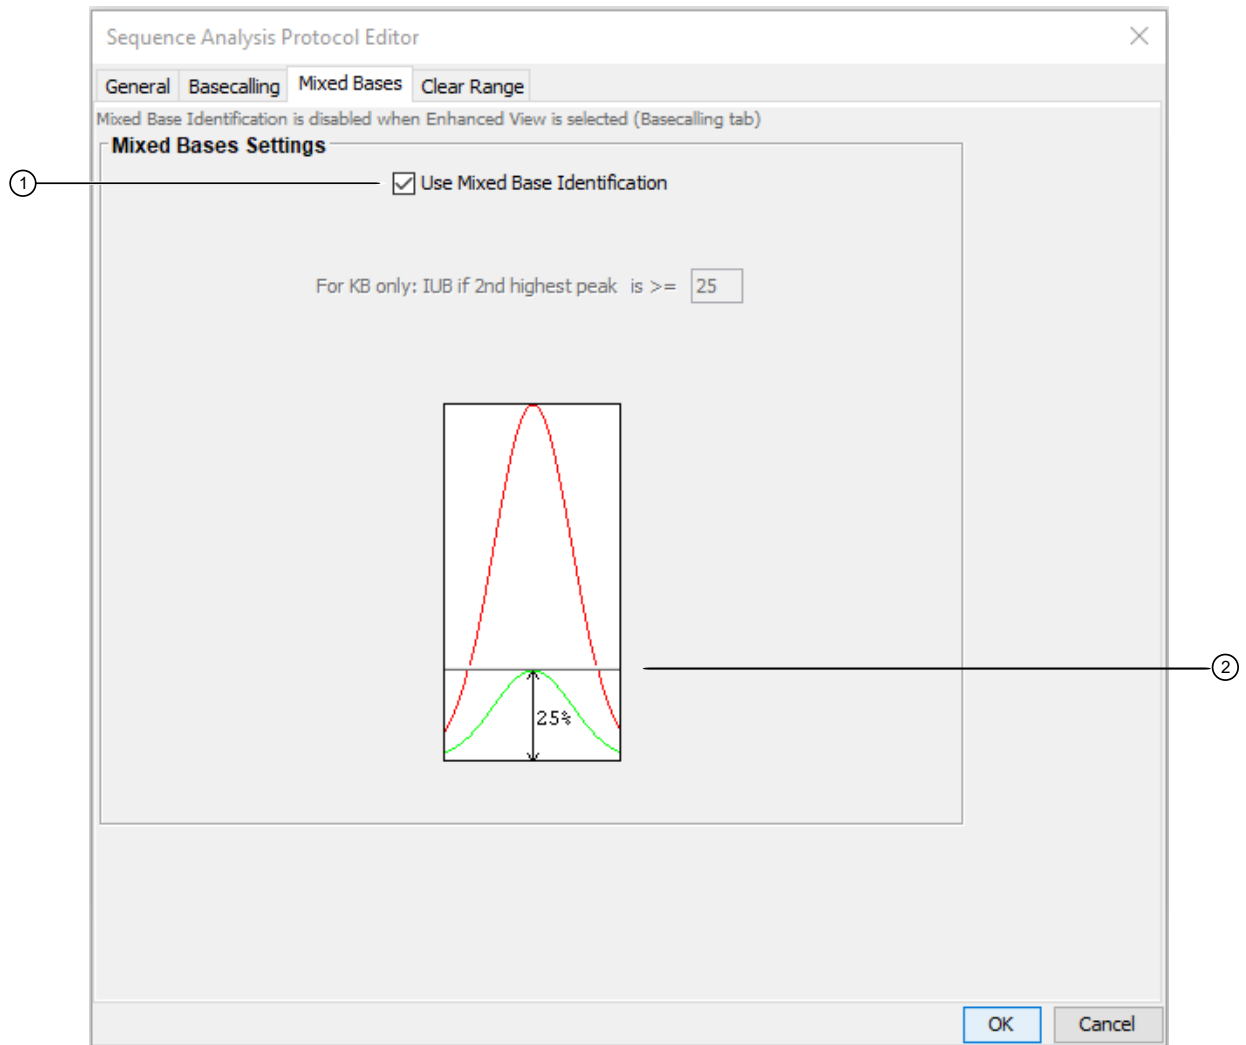 Sequence Analysis Protocol Editor
General Basecalling Mixed Bases Clear Range
Mixed Base Identification is disabled when Enhanced View is selected (Basecalling tab)
Mixed Bases Settings
1 Use Mixed Base Identification
For KB only: IUB if 2nd highest peak is >= 25
2
25%
OK Cancel